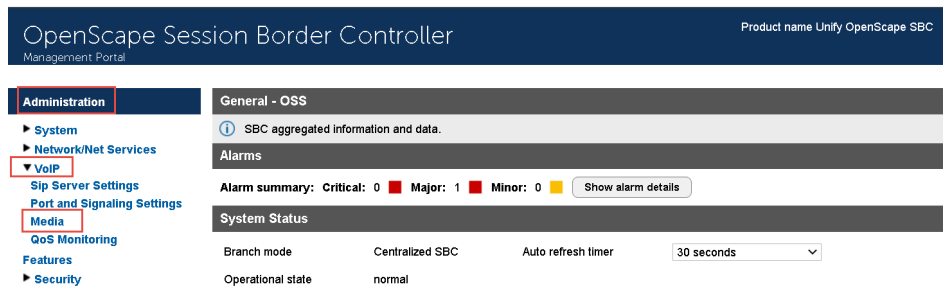 OpenScape Session Border Controller
Management Portal
Product name Unify OpenScape SBC
Administration
System
Network/Net Services
VoIP
Sip Server Settings
Port and Signaling Settings
Media
QoS Monitoring
Features
Security
General - OSS
SBC aggregated information and data.
Alarms
Alarm summary: Critical: 0 Major: 1 Minor: 0 Show alarm details
System Status
Branch mode Centralized SBC Auto refresh timer 30 seconds
Operational state normal